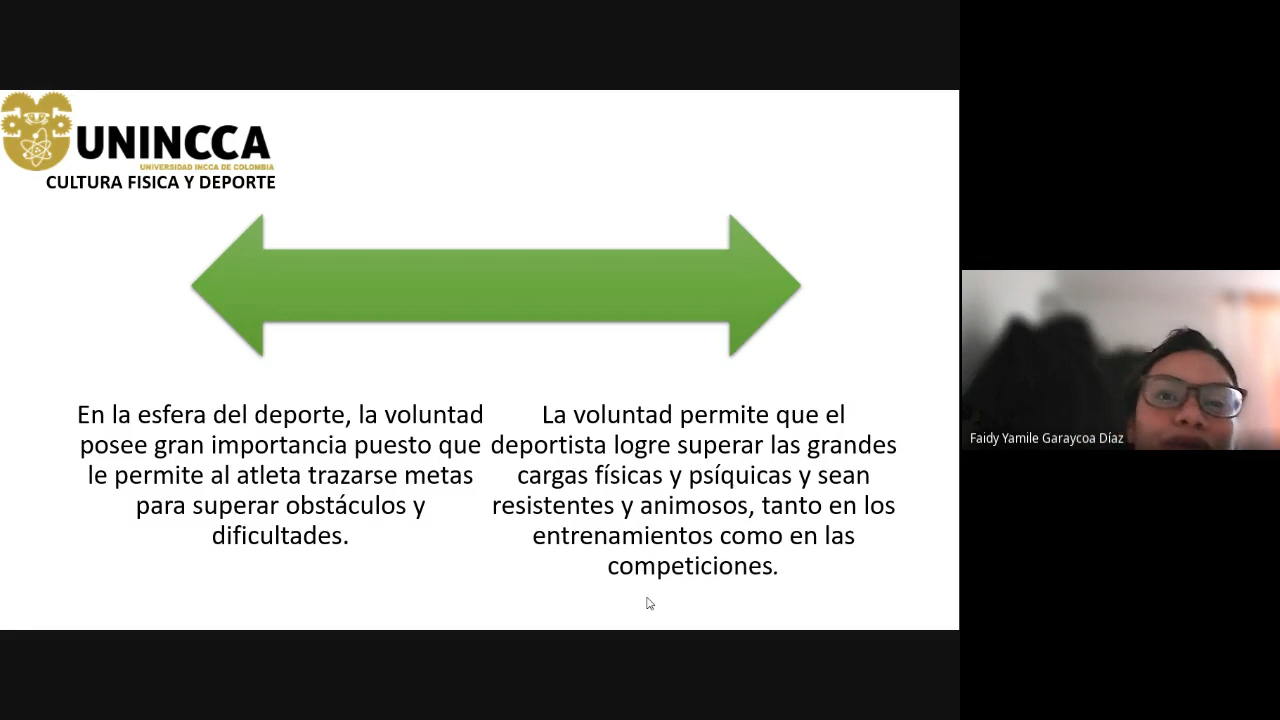 UNINCCA
UNIVERSIDAD INCCA DE COLOMBIA
CULTURA FISICA Y DEPORTE
En la esfera del deporte, la voluntad
posee gran importancia puesto que
le permite al atleta trazarse metas
para superar obstáculos y
dificultades.
La voluntad permite que el
deportista logre superar las grandes
cargas físicas y psíquicas y sean
resistentes y animosos, tanto en los
entrenamientos como en las
competiciones.
Faidy Yamile Garaycoa Díaz